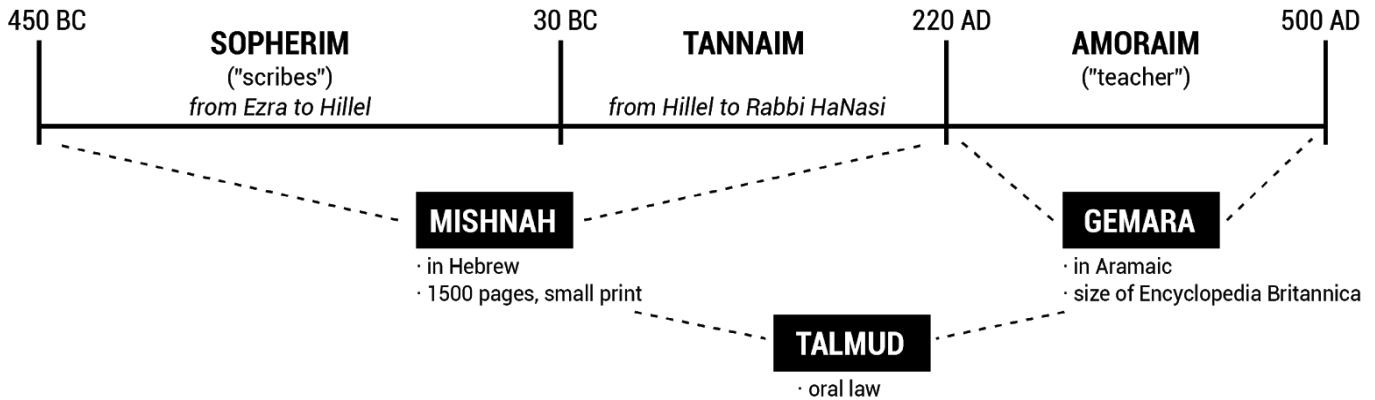 450 BC
30 BC
220 AD
500 AD
SOPHERIM
("scribes")
from Ezra to Hillel
TANNAIM
from Hillel to Rabbi HaNasi
AMORAIM
("teacher")
MISHNAH
· in Hebrew
· 1500 pages, small print
GEMARA
· in Aramaic
· size of Encyclopedia Britannica
TALMUD
· oral law